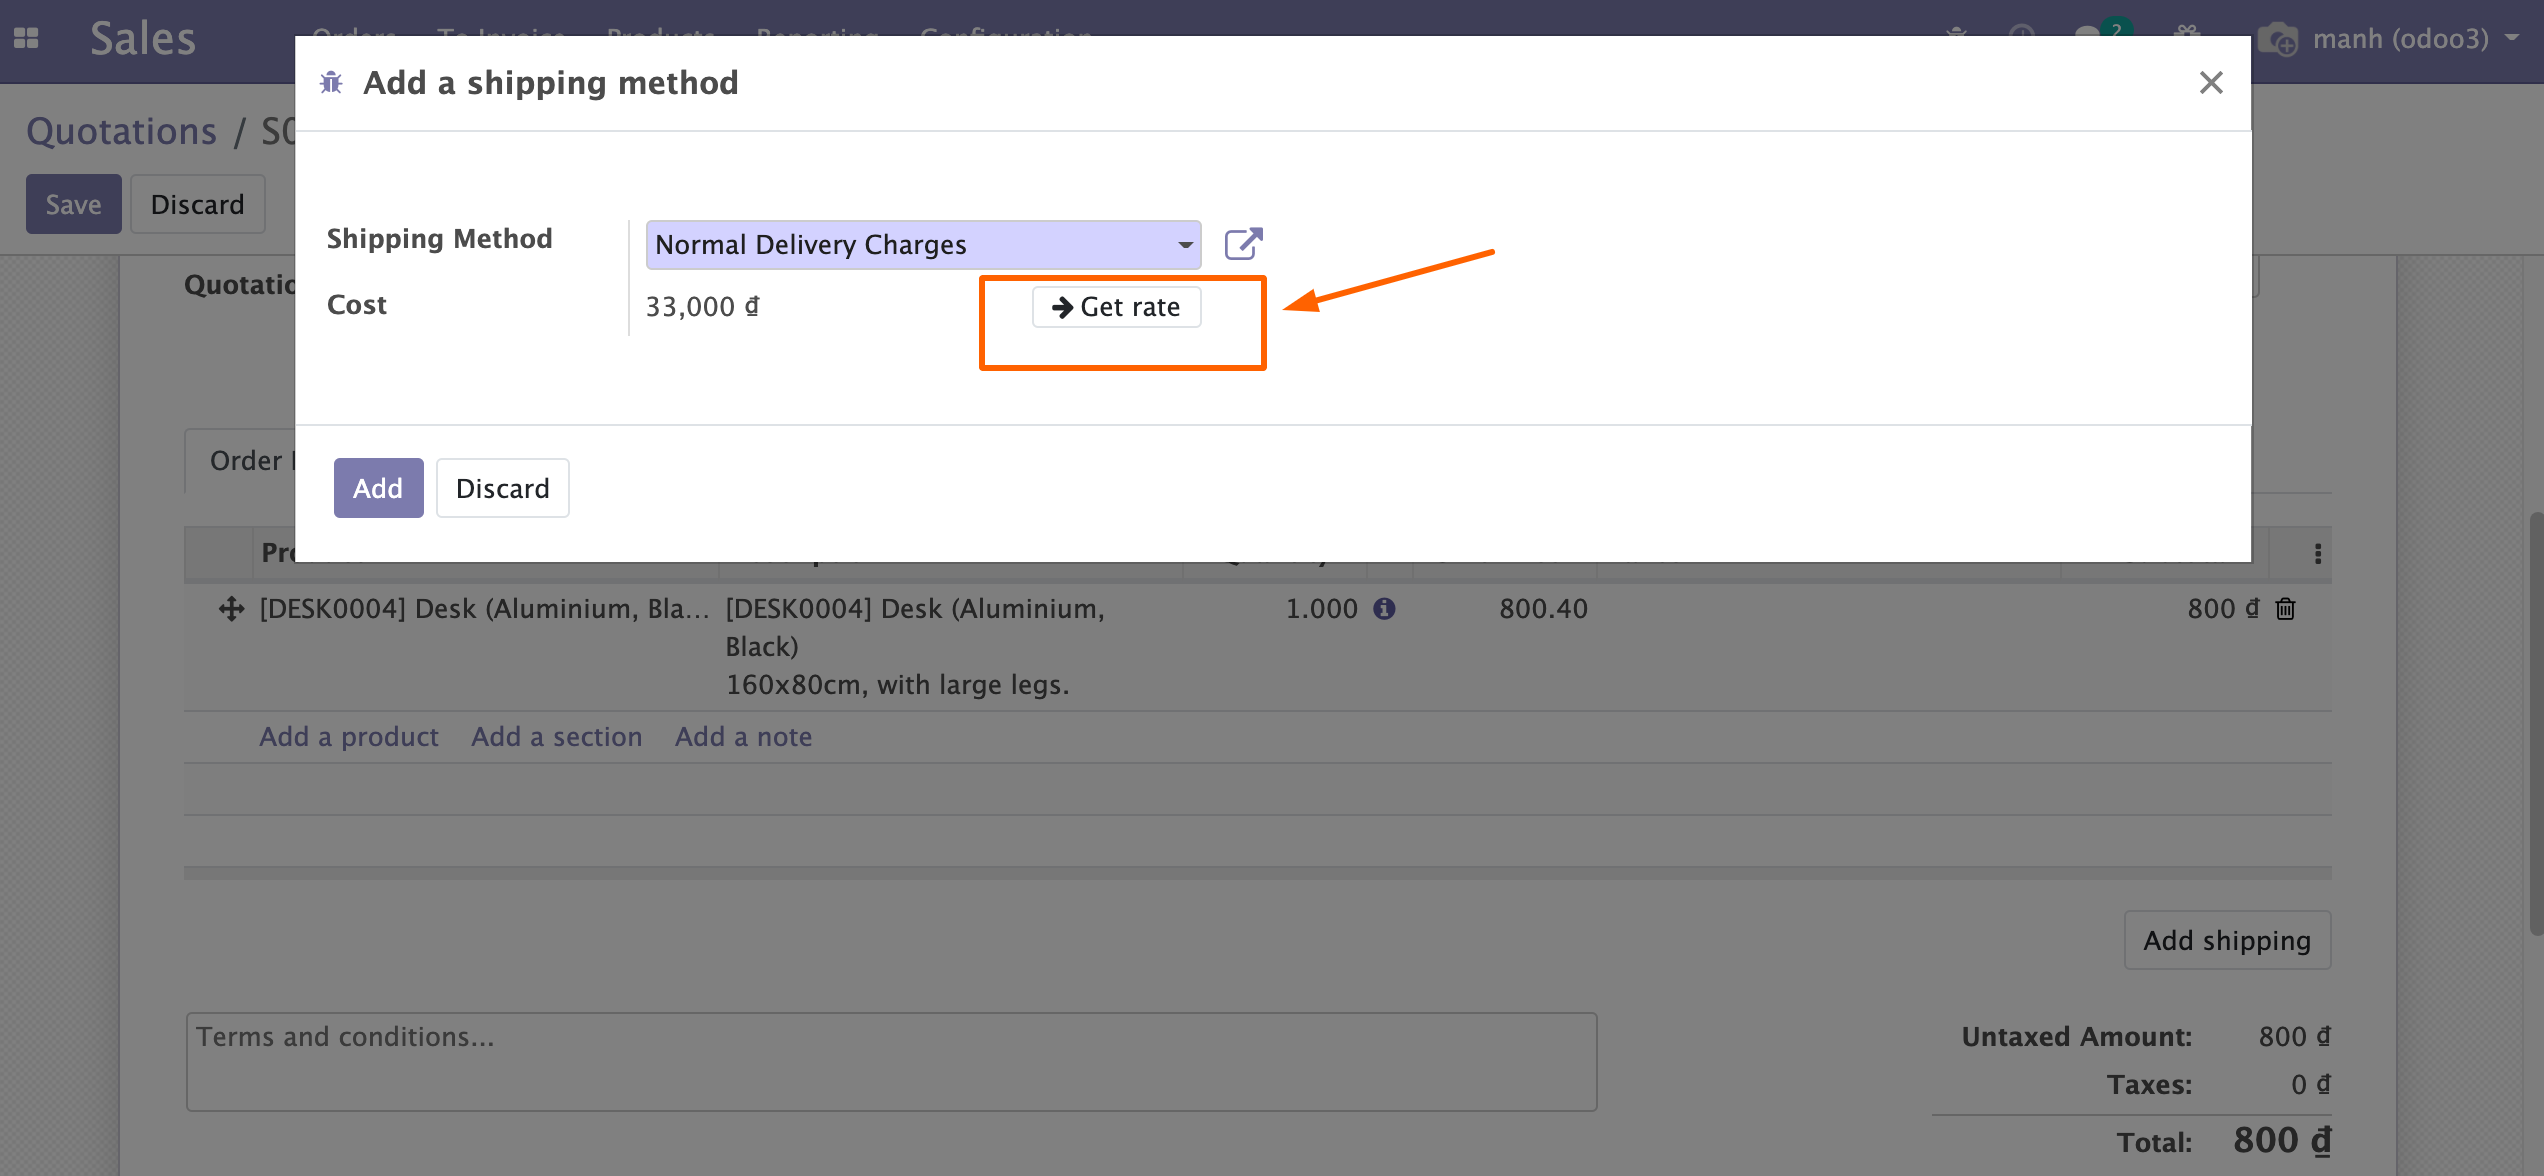 Sales
2
manh (odoo3)
Add a shipping method
Quotations /
Save
Discard
Shipping Method
Normal Delivery Charges
Cost
33,000 ₫
Get rate
Order
Add
Discard
[DESK0004] Desk (Aluminium, Bla...
[DESK0004] Desk (Aluminium,
Black)
160x80cm, with large legs.
1.000
800.40
800 ₫
Add a product
Add a section
Add a note
Add shipping
Terms and conditions...
Untaxed Amount: 800 ₫
Taxes: 0 ₫
Total: 800 ₫